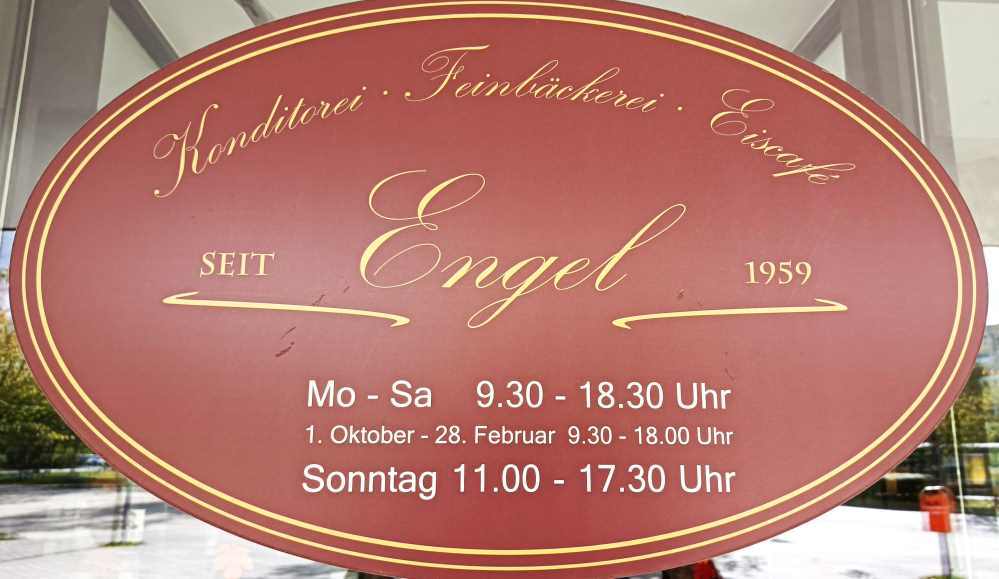 Konditorei · Feinbäckerei · Eiscafé
Engel
SEIT 1959
Mo - Sa 9.30 - 18.30 Uhr
1. Oktober - 28. Februar 9.30 - 18.00 Uhr
Sonntag 11.00 - 17.30 Uhr